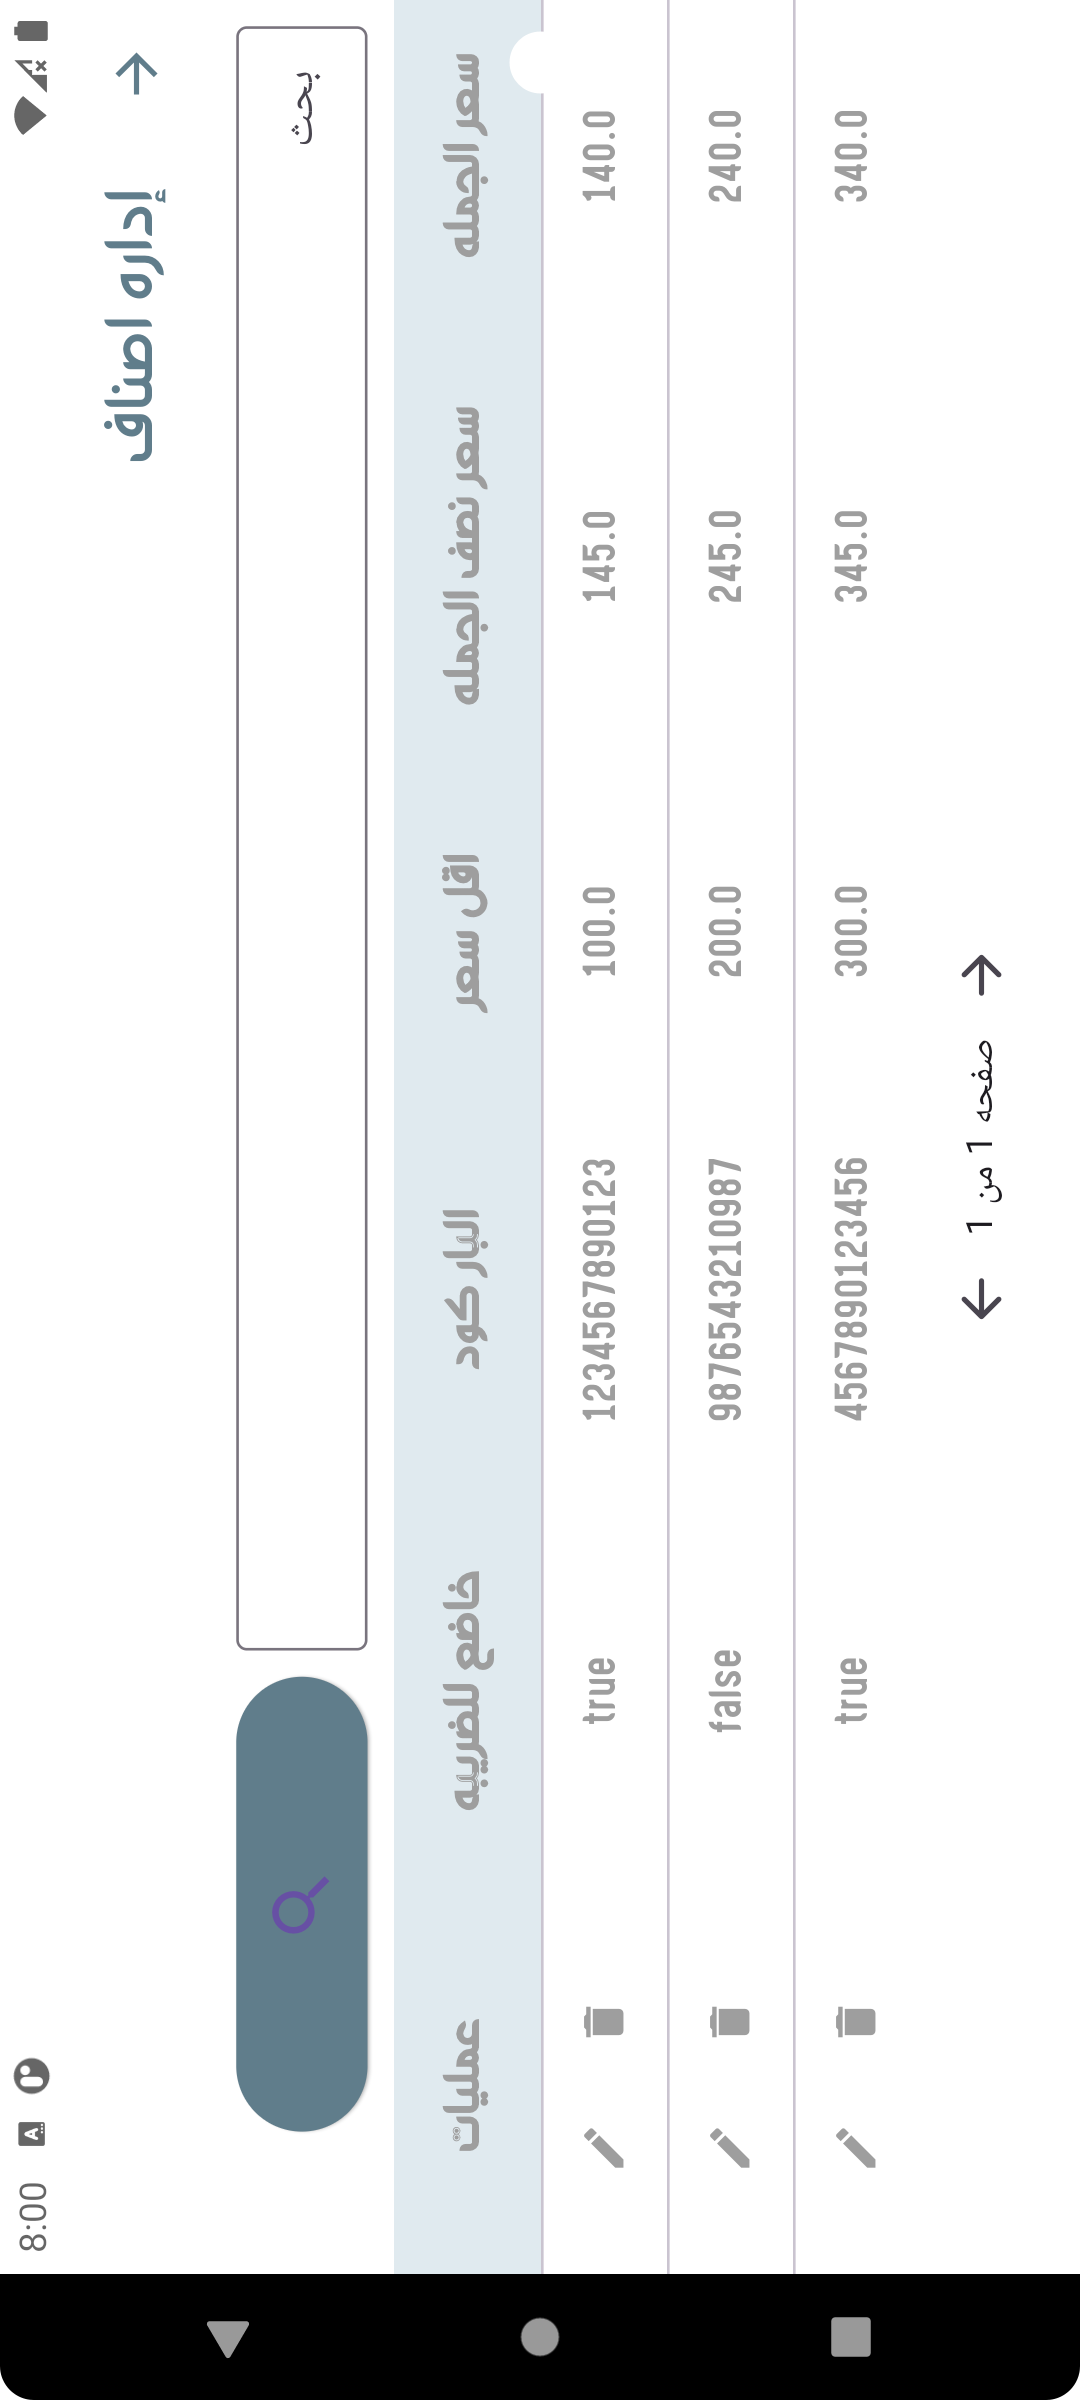 8:00
إداره اصناف
بحث
سعر الجمله سعر نصف الجمله اقل سعر البار كود خاضع للضريبه عمليات
140.0 145.0 100.0 1234567890123 true
240.0 245.0 200.0 9876543210987 false
340.0 345.0 300.0 4567890123456 true
صفحه 1 من 1